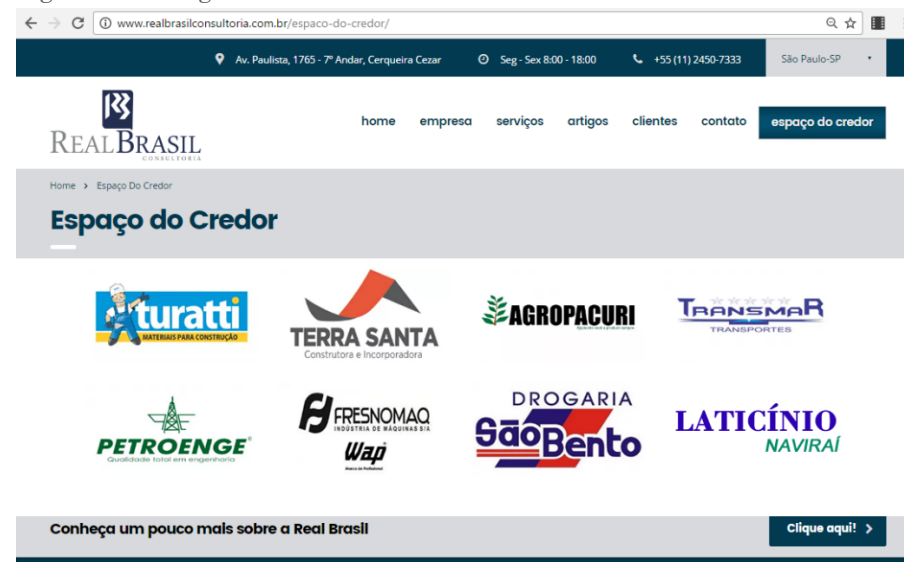 www.realbrasilconsultoria.com.br/espaco-do-credor/
Av. Paulista, 1765 - 7º Andar, Cerqueira Cezar Seg - Sex 8:00 - 18:00 +55 (11) 2450-7333 São Paulo-SP
REAL BRASIL
CONSULTORIA
home empresa serviços artigos clientes contato espaço do credor
Home > Espaço Do Credor
Espaço do Credor
turatti
MATERIAIS PARA CONSTRUÇÃO
TERRA SANTA
Construtora e Incorporadora
AGROPACURI
TRANSMAR
TRANSPORTES
PETROENGE
Qualidade total em engenharia
FRESNOMAQ
INDÚSTRIA DE MÁQUINAS S/A
Wap
DROGARIA
São Bento
LATICÍNIO
NAVIRAÍ
Conheça um pouco mais sobre a Real Brasil Clique aqui! >